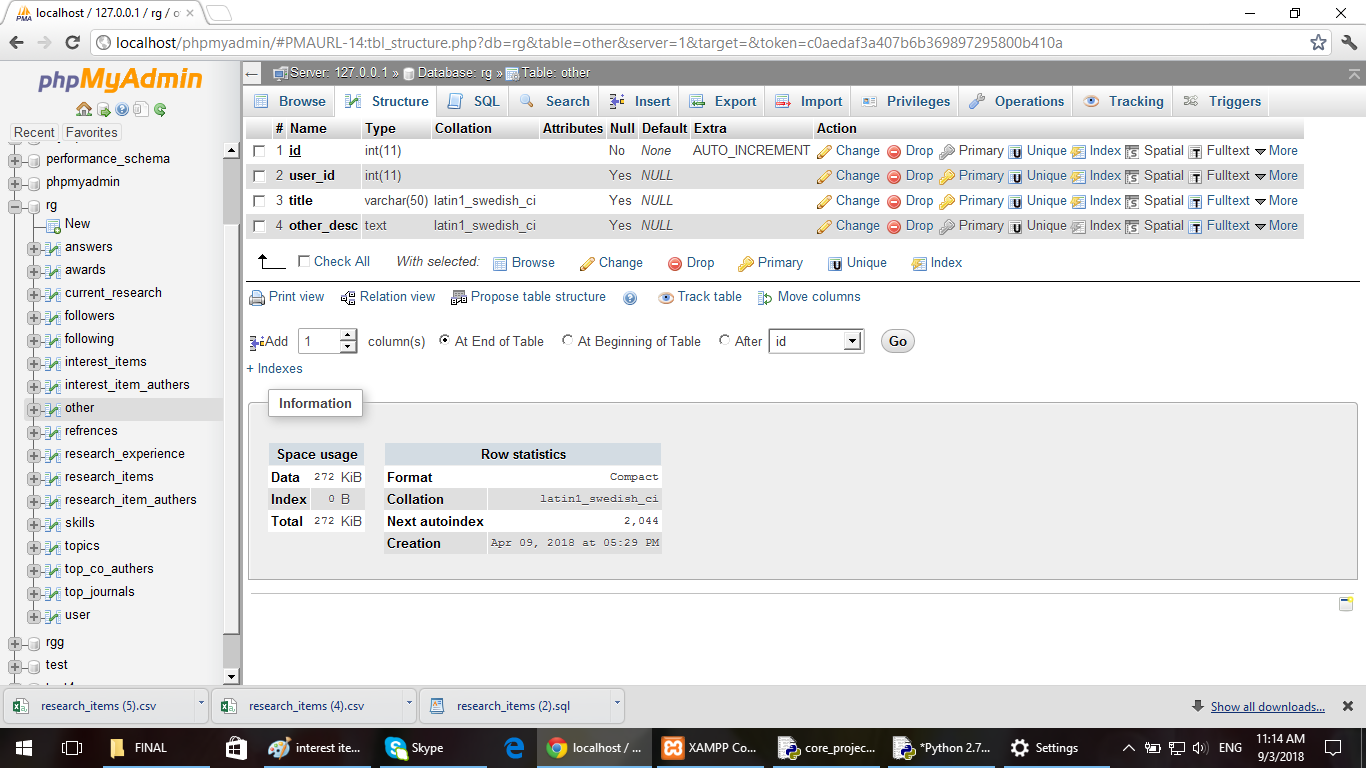 localhost / 127.0.0.1 / rg / o
localhost/phpmyadmin/#PMAURL-14:tbl_structure.php?db=rg&table=other&server=1&target=&token=c0aedaf3a407b6b369897295800b410a
phpMyAdmin
Recent Favorites
performance_schema
phpmyadmin
rg
New
answers
awards
current_research
followers
following
interest_items
interest_item_authers
other
refrences
research_experience
research_items
research_item_authers
skills
topics
top_co_authers
top_journals
user
rgg
test
Server: 127.0.0.1 » Database: rg » Table: other
Browse Structure SQL Search Insert Export Import Privileges Operations Tracking Triggers
# Name Type Collation Attributes Null Default Extra Action
1 id int(11) No None AUTO_INCREMENT Change Drop Primary Unique Index Spatial Fulltext More
2 user_id int(11) Yes NULL Change Drop Primary Unique Index Spatial Fulltext More
3 title varchar(50) latin1_swedish_ci Yes NULL Change Drop Primary Unique Index Spatial Fulltext More
4 other_desc text latin1_swedish_ci Yes NULL Change Drop Primary Unique Index Spatial Fulltext More
Check All With selected: Browse Change Drop Primary Unique Index
Print view Relation view Propose table structure Track table Move columns
Add 1 column(s) At End of Table At Beginning of Table After id Go
+ Indexes
Information
Space usage
Data 272 KiB
Index 0 B
Total 272 KiB
Row statistics
Format Compact
Collation latin1_swedish_ci
Next autoindex 2,044
Creation Apr 09, 2018 at 05:29 PM
research_items (5).csv research_items (4).csv research_items (2).sql Show all downloads...
FINAL interest ite... Skype localhost / ... XAMPP Co... core_projec... *Python 2.7... Settings ENG 11:14 AM
9/3/2018